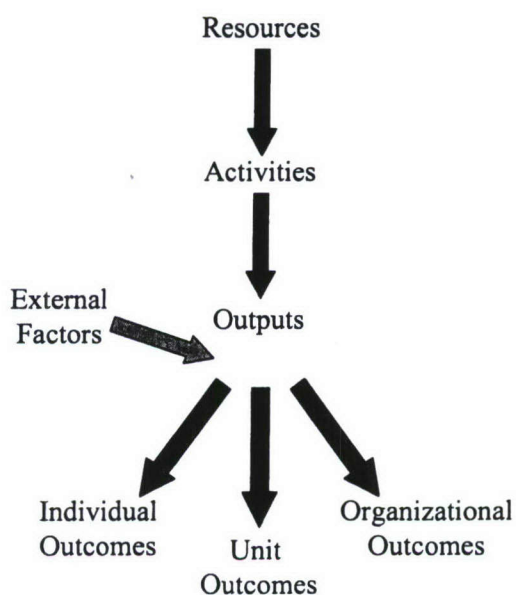 Resources
Activities
External
Factors
Outputs
Individual
Outcomes
Unit
Outcomes
Organizational
Outcomes